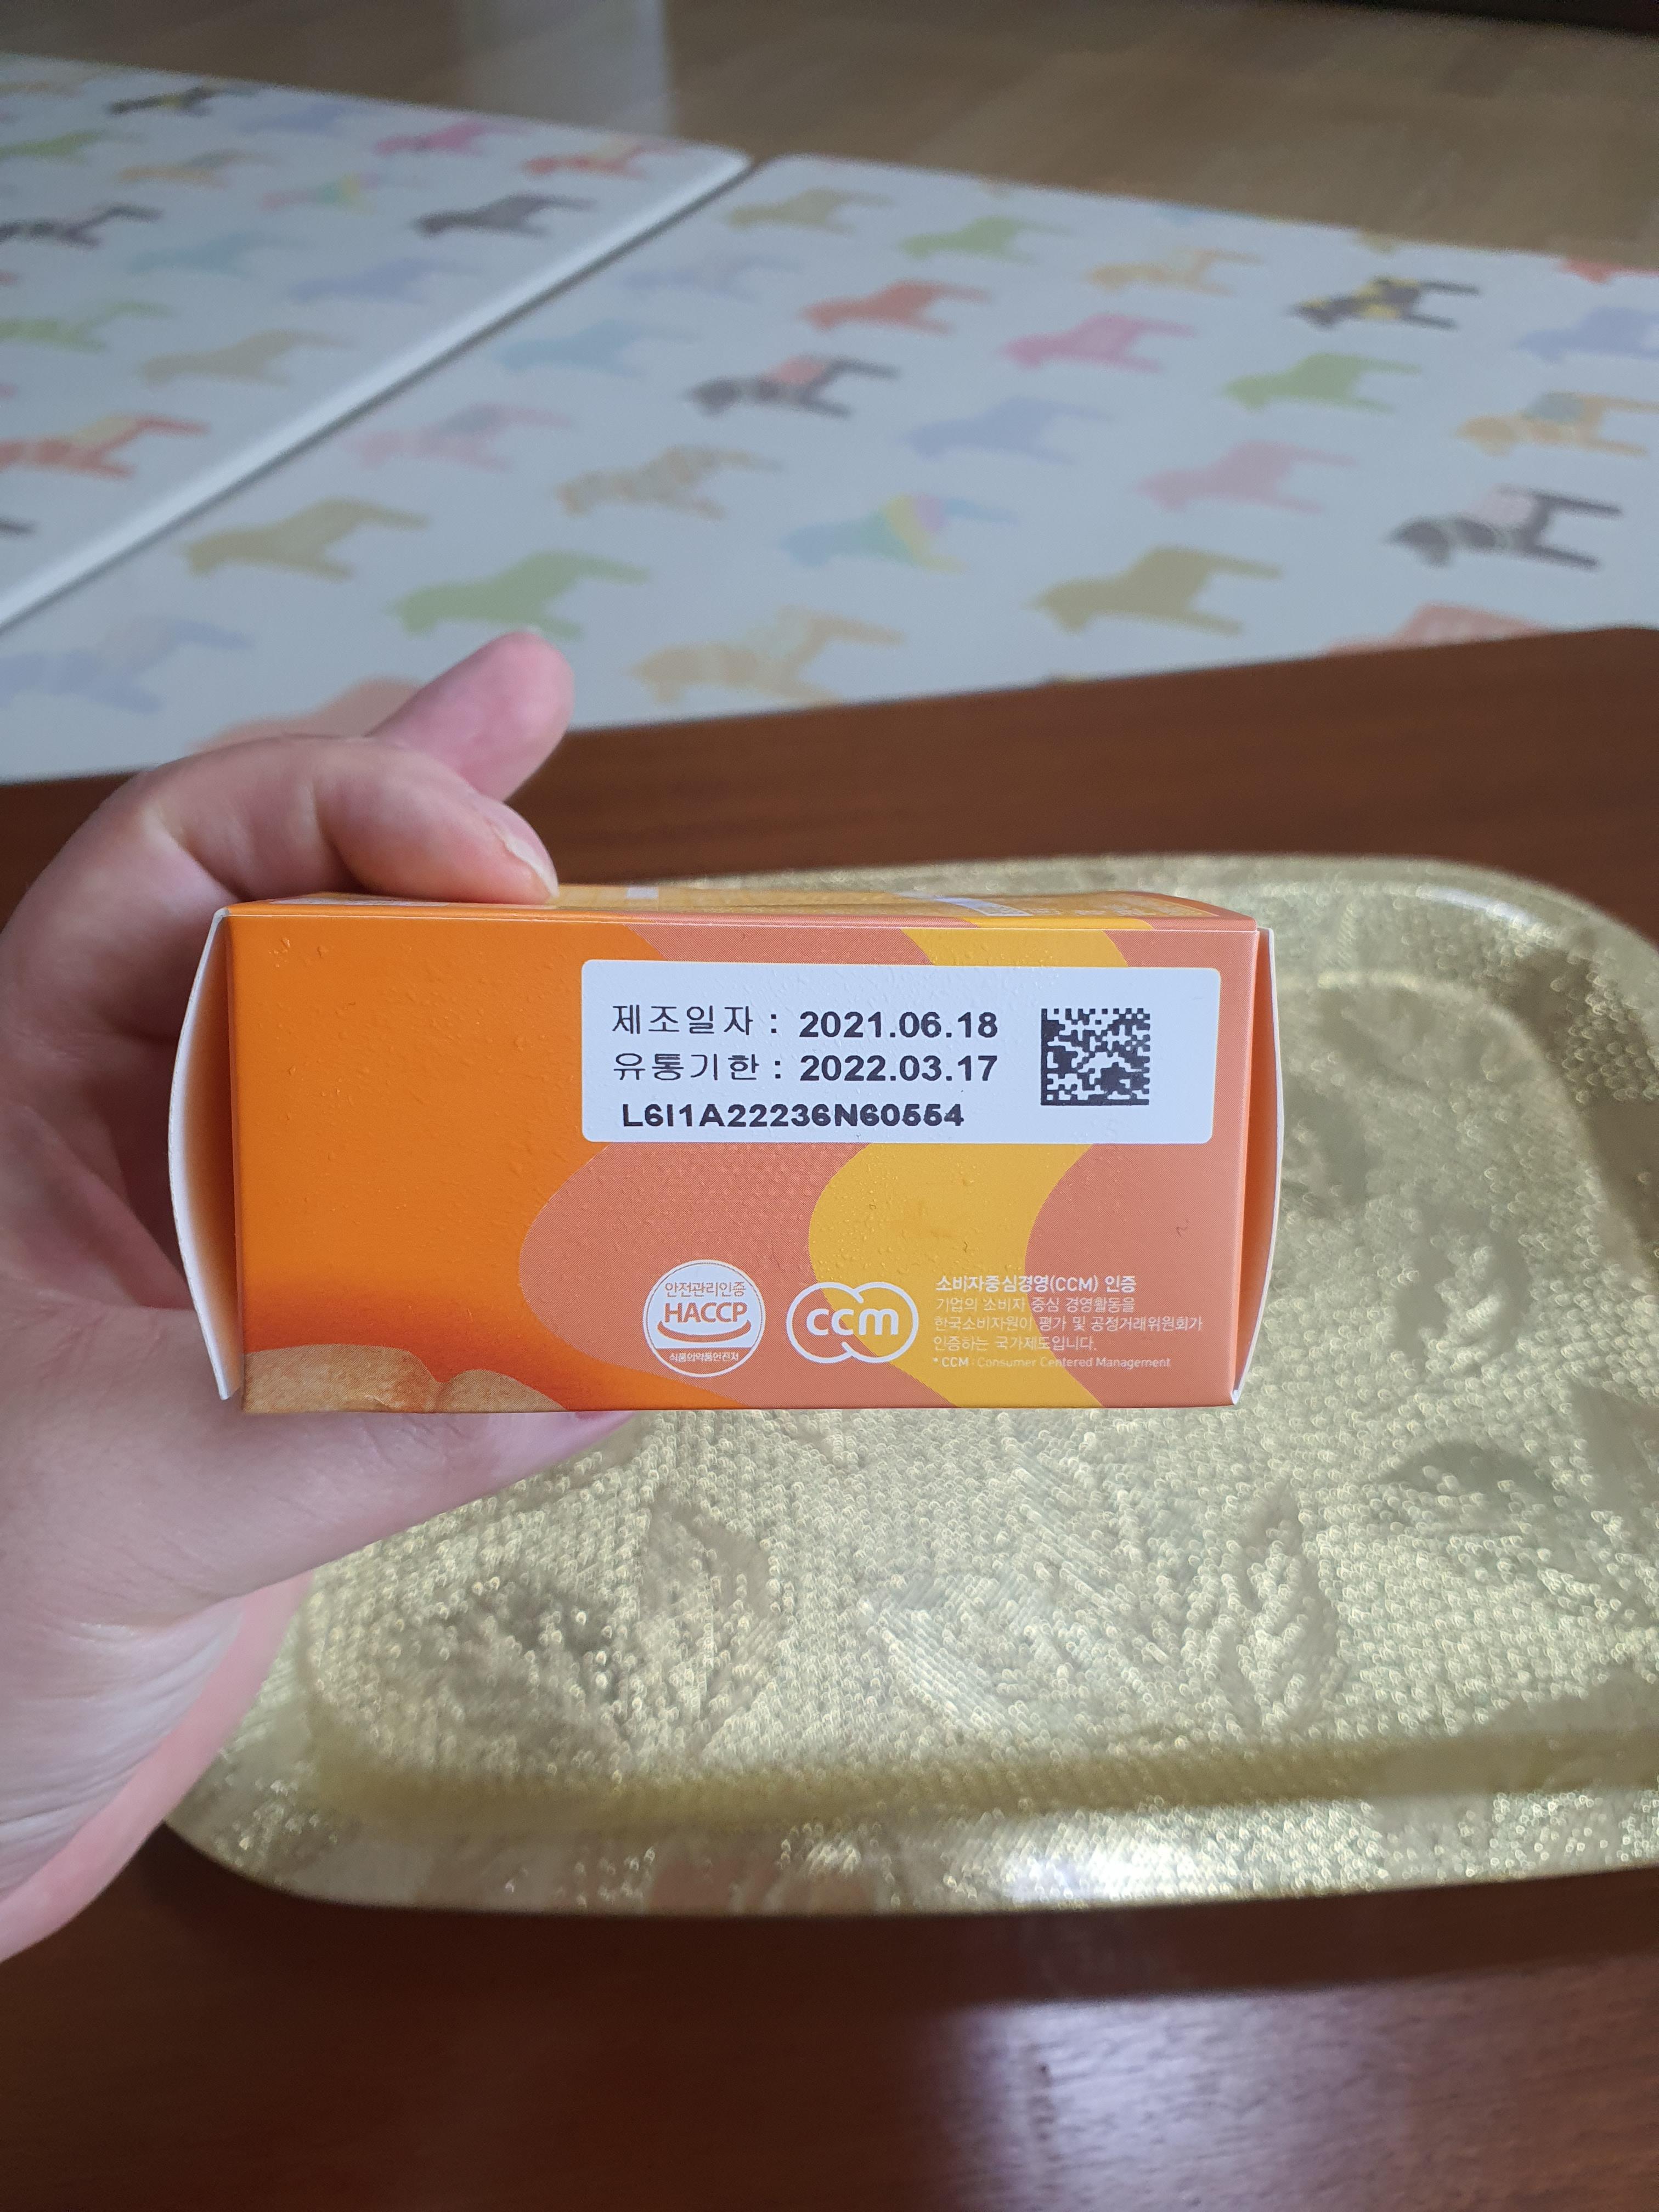 제조일자 : 2021.06.18
유통기한 : 2022.03.17
L6I1A22236N60554
안전관리인증
HACCP
식품의약품안전처
ccm
소비자중심경영(CCM) 인증
기업의 소비자 중심 경영활동을
한국소비자원이 평가 및 공정거래위원회가
인증하는 국가제도입니다.
* CCM : Consumer Centered Management